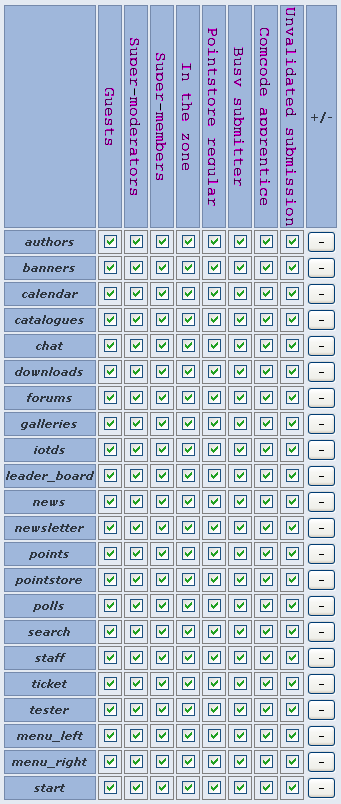 Guests
Super-moderators
Super-members
In the zone
Pointstore regular
Busy submitter
Comcode apprentice
Unvalidated submission
+/-
authors -
banners -
calendar -
catalogues -
chat -
downloads -
forums -
galleries -
iotds -
leader_board -
news -
newsletter -
points -
pointstore -
polls -
search -
staff -
ticket -
tester -
menu_left -
menu_right -
start -